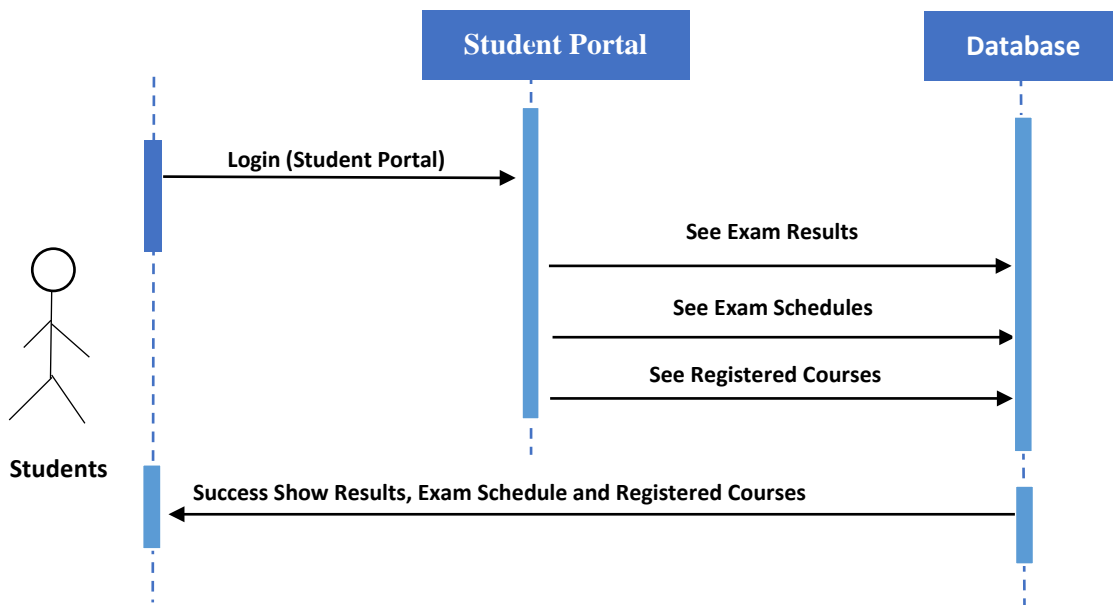 Student Portal
Database
Login (Student Portal)
See Exam Results
See Exam Schedules
See Registered Courses
Students
Success Show Results, Exam Schedule and Registered Courses